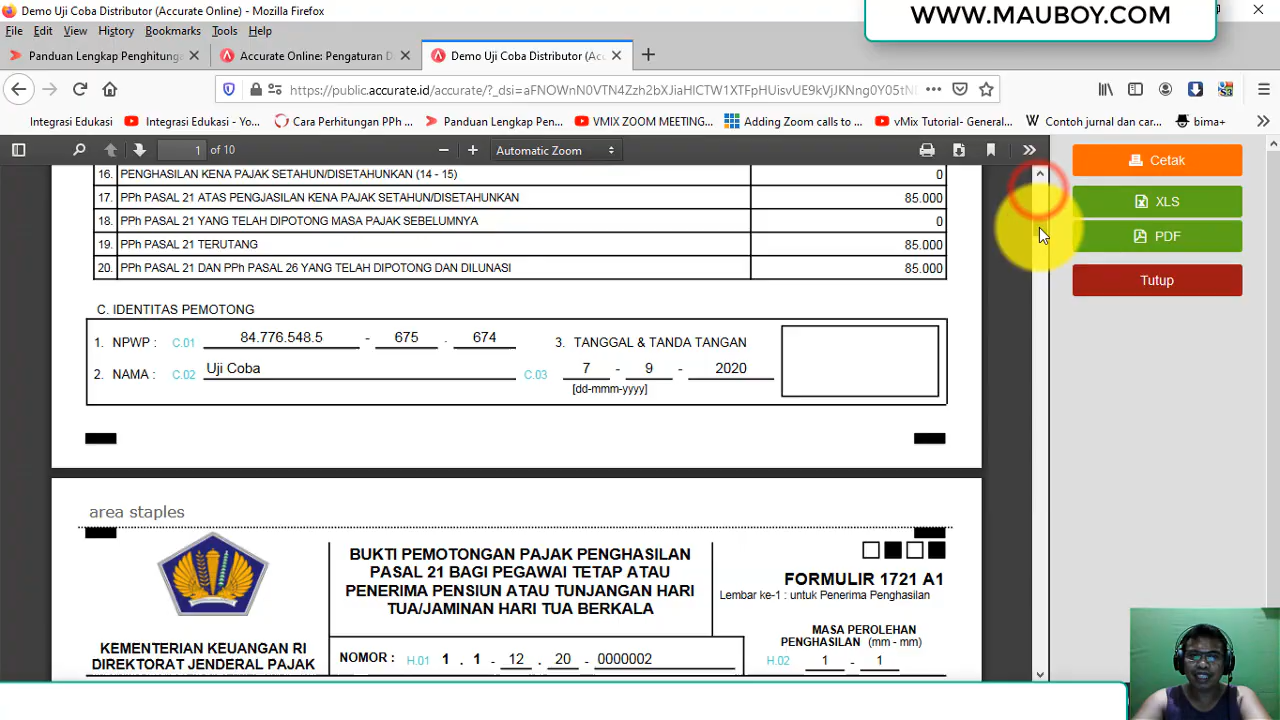 Demo Uji Coba Distributor (Accurate Online) - Mozilla Firefox
WWW.MAUBOY.COM
File Edit View History Bookmarks Tools Help
Panduan Lengkap Penghitung
Accurate Online: Pengaturan D
Demo Uji Coba Distributor (Acc
https://public.accurate.id/accurate/?_dsi=
Integrasi Edukasi
Integrasi Edukasi - Yo...
Cara Perhitungan PPh ...
Panduan Lengkap Pen...
VMIX ZOOM MEETING...
Adding Zoom calls to ...
vMix Tutorial- General...
Contoh jurnal dan car...
bima+
1 of 10
Automatic Zoom
Cetak
XLS
PDF
Tutup
16. PENGHASILAN KENA PAJAK SETAHUN/DISETAHUNKAN (14 - 15) 0
17. PPh PASAL 21 ATAS PENGJASILAN KENA PAJAK SETAHUN/DISETAHUNKAN 85.000
18. PPh PASAL 21 YANG TELAH DIPOTONG MASA PAJAK SEBELUMNYA 0
19. PPh PASAL 21 TERUTANG 85.000
20. PPh PASAL 21 DAN PPh PASAL 26 YANG TELAH DIPOTONG DAN DILUNASI 85.000
C. IDENTITAS PEMOTONG
1. NPWP : C.01 84.776.548.5 - 675 . 674
3. TANGGAL & TANDA TANGAN
2. NAMA : C.02 Uji Coba
C.03 7 - 9 - 2020
[dd-mmm-yyyy]
area staples
BUKTI PEMOTONGAN PAJAK PENGHASILAN
PASAL 21 BAGI PEGAWAI TETAP ATAU
PENERIMA PENSIUN ATAU TUNJANGAN HARI
TUA/JAMINAN HARI TUA BERKALA
FORMULIR 1721 A1
Lembar ke-1 : untuk Penerima Penghasilan
KEMENTERIAN KEUANGAN RI
DIREKTORAT JENDERAL PAJAK
NOMOR : H.01 1 . 1 - 12 . 20 - 0000002
MASA PEROLEHAN
PENGHASILAN (mm - mm)
H.02 1 - 1